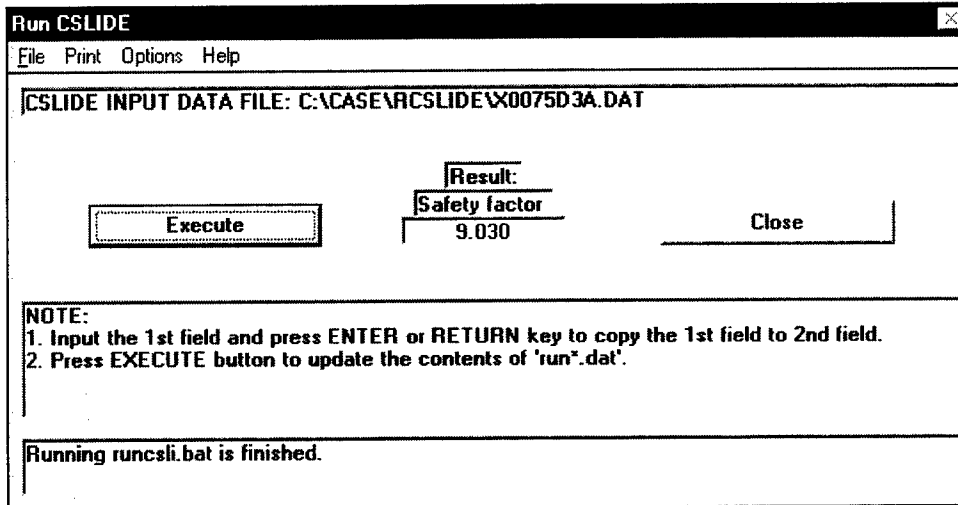 Run CSLIDE
File Print Options Help
CSLIDE INPUT DATA FILE: C:\CASE\RCSLIDE\X0075D3A.DAT
Result:
Safety factor
Execute
9.030
Close
NOTE:
1. Input the 1st field and press ENTER or RETURN key to copy the 1st field to 2nd field.
2. Press EXECUTE button to update the contents of 'run*.dat'.
Running runcsli.bat is finished.